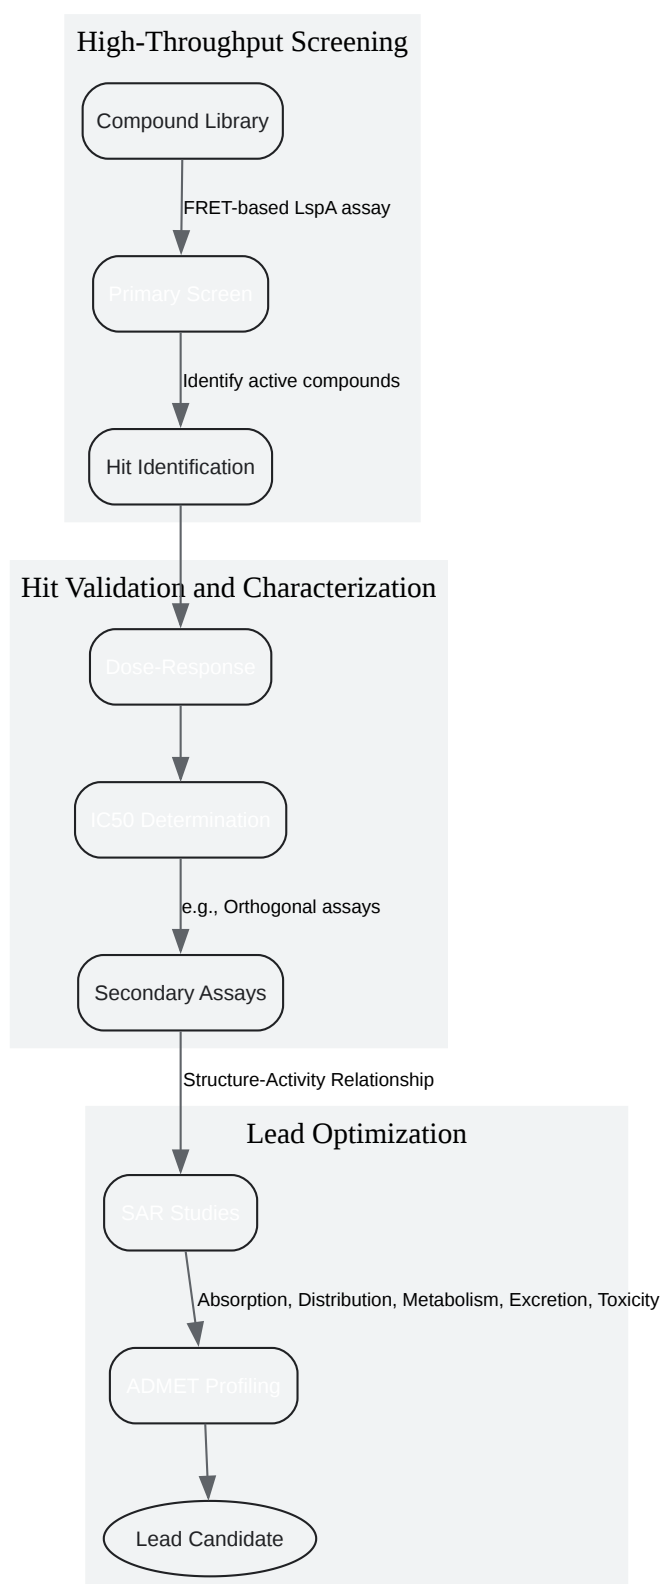 High-Throughput Screening
Compound Library
FRET-based LspA assay
Primary Screen
Identify active compounds
Hit Identification
Hit Validation and Characterization
Dose-Response
IC50 Determination
e.g., Orthogonal assays
Secondary Assays
Structure-Activity Relationship
Lead Optimization
SAR Studies
Absorption, Distribution, Metabolism, Excretion, Toxicity
ADMET Profiling
Lead Candidate